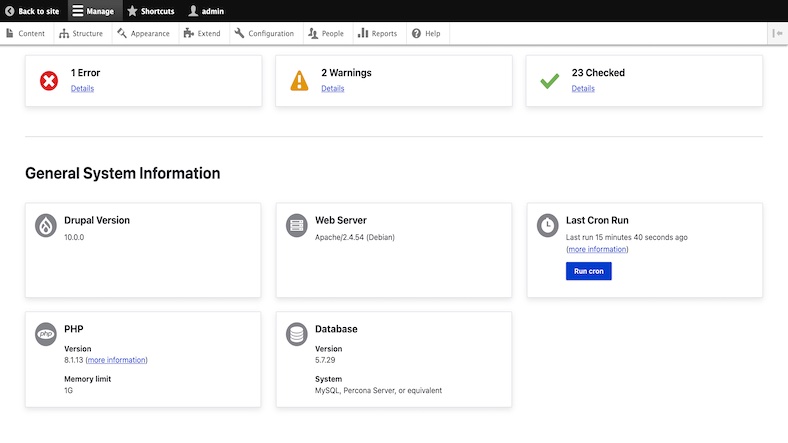 Back to site
Manage
Shortcuts
admin
Content
Structure
Appearance
Extend
Configuration
People
Reports
Help
1 Error
Details
2 Warnings
Details
23 Checked
Details
General System Information
Drupal Version
10.0.0
Web Server
Apache/2.4.54 (Debian)
Last Cron Run
Last run 15 minutes 40 seconds ago
(more information)
Run cron
php
PHP
Version
8.1.13 (more information)
Memory limit
1G
Database
Version
5.7.29
System
MySQL, Percona Server, or equivalent